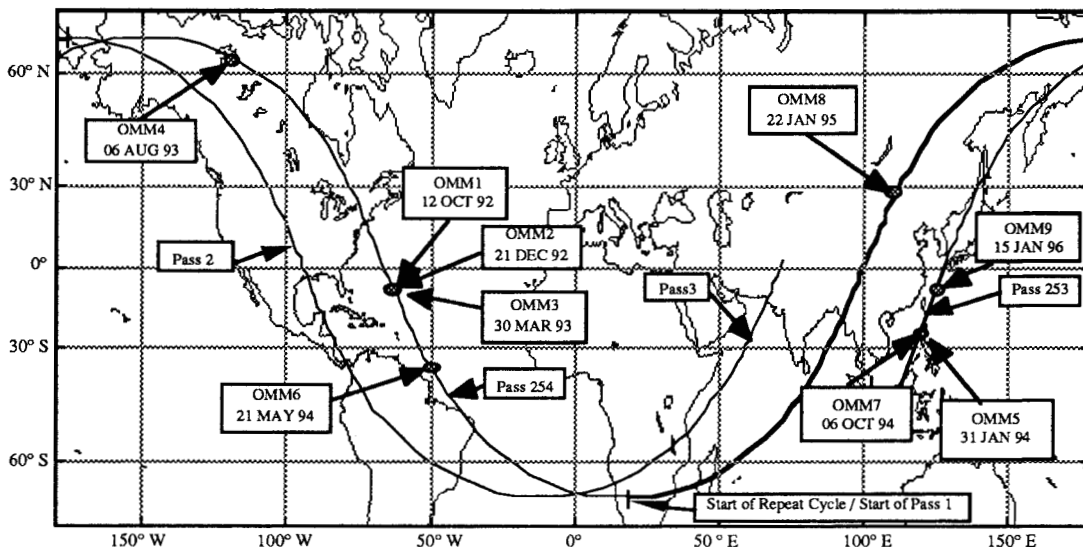 60° N
30° N
0°
30° S
60° S
150° W
100° W
50° W
0°
50° E
100° E
150° E
OMM4
06 AUG 93
OMM8
22 JAN 95
OMM1
12 OCT 92
OMM2
21 DEC 92
OMM9
15 JAN 96
Pass 2
Pass3
Pass 253
OMM3
30 MAR 93
OMM6
21 MAY 94
Pass 254
OMM7
06 OCT 94
OMM5
31 JAN 94
Start of Repeat Cycle / Start of Pass 1